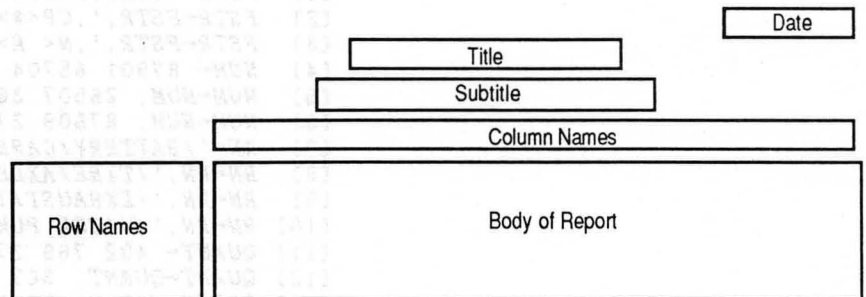 Date
Title
Subtitle
Column Names
Row Names
Body of Report